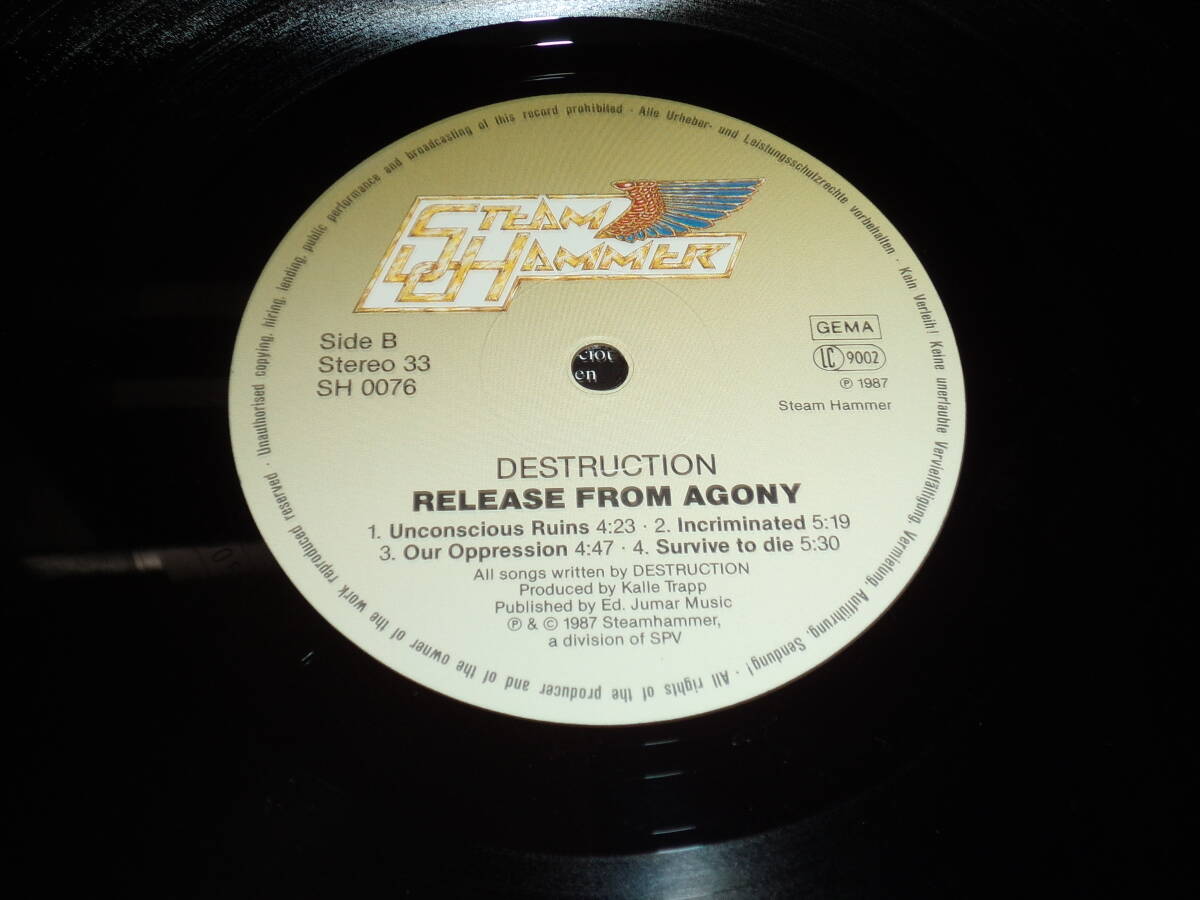 Unauthorised copying, hiring, lending, public performance and broadcasting of this record prohibited · Alle Urheber- und Leistungsschutzrechte vorbehalten · Kein Verleih! Keine unerlaubte Vervielfältigung, Vermietung, Aufführung, Sendung! · All rights of the producer and of the owner of the work reproduced reserved ·
STEAM
HAMMER
Side B
Stereo 33
SH 0076
GEMA
LC 9002
℗ 1987
Steam Hammer
en
DESTRUCTION
RELEASE FROM AGONY
1. Unconscious Ruins 4:23 · 2. Incriminated 5:19
3. Our Oppression 4:47 · 4. Survive to die 5:30
All songs written by DESTRUCTION
Produced by Kalle Trapp
Published by Ed. Jumar Music
℗ & © 1987 Steamhammer,
a division of SPV